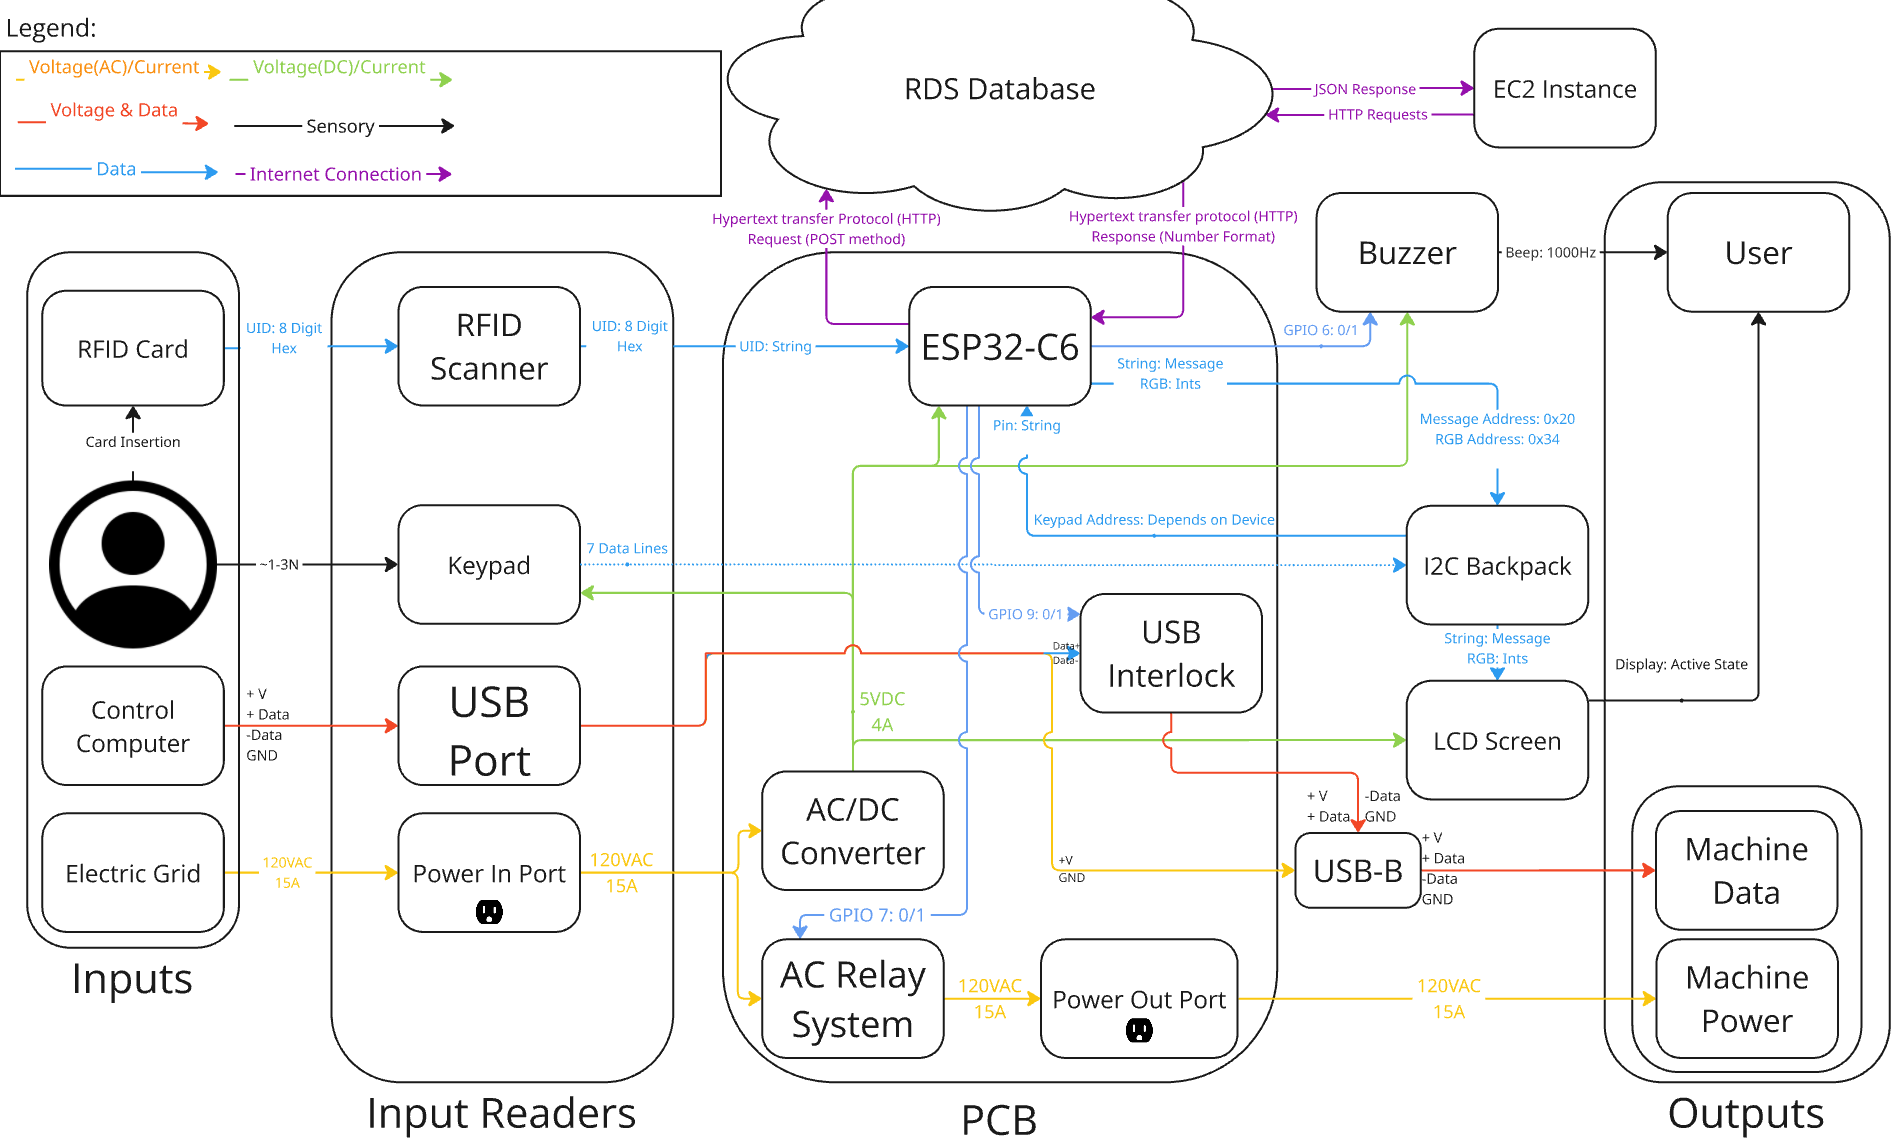 Legend:
Voltage(AC)/Current
Voltage(DC)/Current
Voltage & Data
Sensory
Data
Internet Connection
RDS Database
JSON Response
HTTP Requests
EC2 Instance
Hypertext transfer Protocol (HTTP)
Request (POST method)
Hypertext transfer protocol (HTTP)
Response (Number Format)
Buzzer
Beep: 1000Hz
User
RFID Card
UID: 8 Digit
Hex
RFID
Scanner
UID: 8 Digit
Hex
UID: String
ESP32-C6
GPIO 6: 0/1
String: Message
RGB: Ints
Card Insertion
Pin: String
Message Address: 0x20
RGB Address: 0x34
Keypad Address: Depends on Device
~1-3N
Keypad
7 Data Lines
I2C Backpack
GPIO 9: 0/1
USB
Interlock
Data+
Data-
String: Message
RGB: Ints
Display: Active State
Control
Computer
+ V
+ Data
-Data
GND
USB
Port
5VDC
4A
LCD Screen
AC/DC
Converter
+ V
+ Data
-Data
GND
Electric Grid
120VAC
15A
Power In Port
120VAC
15A
+V
GND
USB-B
+ V
+ Data
-Data
GND
Machine
Data
GPIO 7: 0/1
AC Relay
System
120VAC
15A
Power Out Port
120VAC
15A
Machine
Power
Inputs
Input Readers
PCB
Outputs